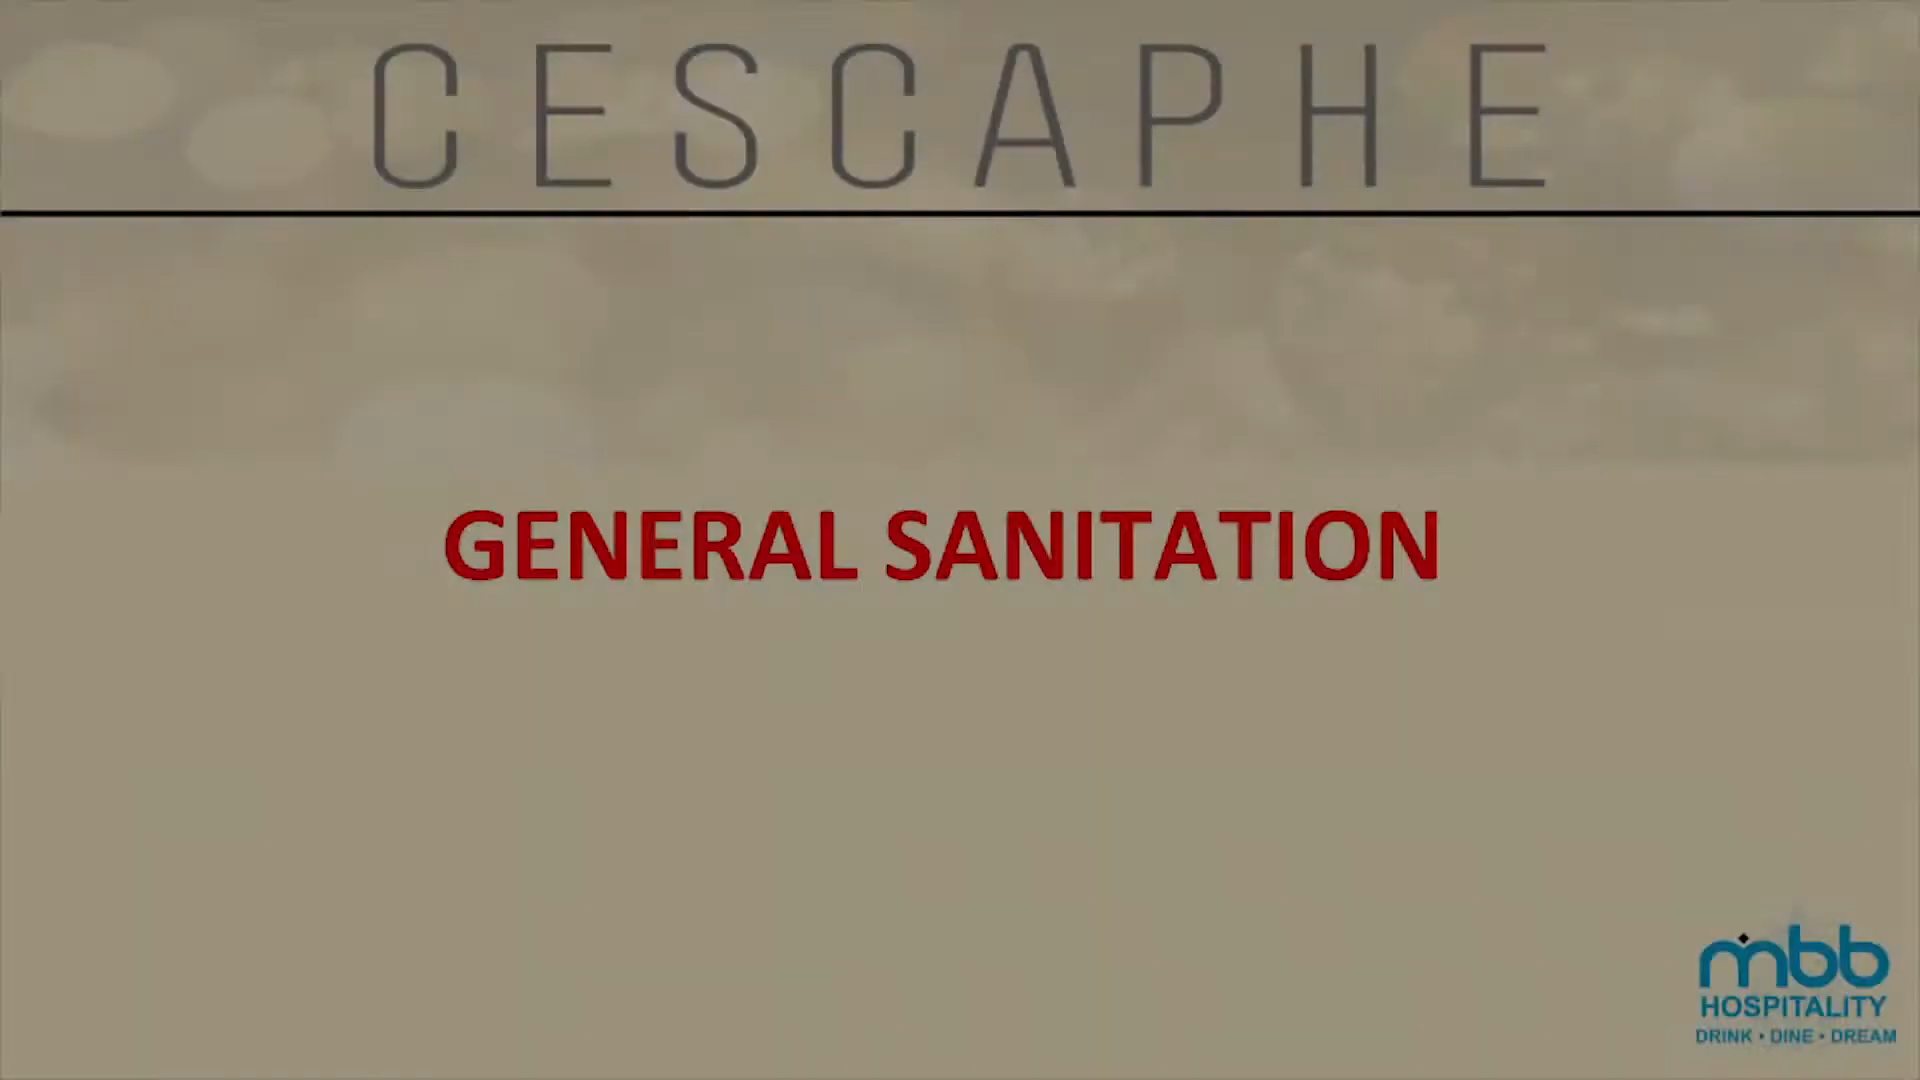 CESCAPHE
GENERAL SANITATION
mbb
HOSPITALITY
DRINK • DINE • DREAM